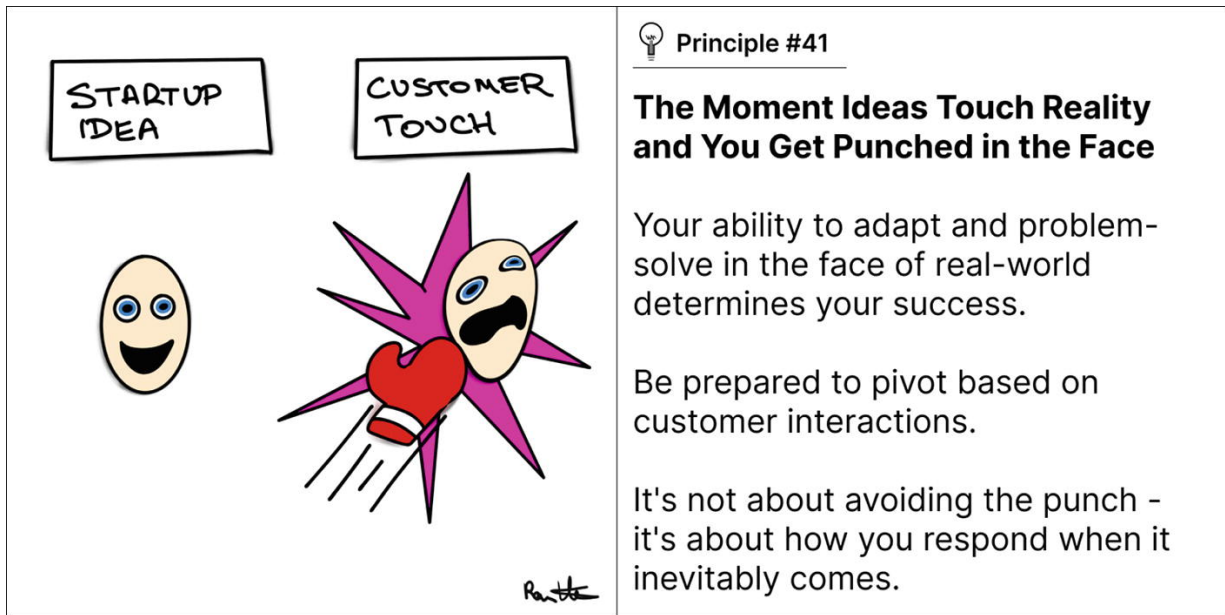 STARTUP
IDEA
CUSTOMER
TOUCH
Principle #41
The Moment Ideas Touch Reality
and You Get Punched in the Face
Your ability to adapt and problem-
solve in the face of real-world
determines your success.
Be prepared to pivot based on
customer interactions.
It's not about avoiding the punch -
it's about how you respond when it
inevitably comes.